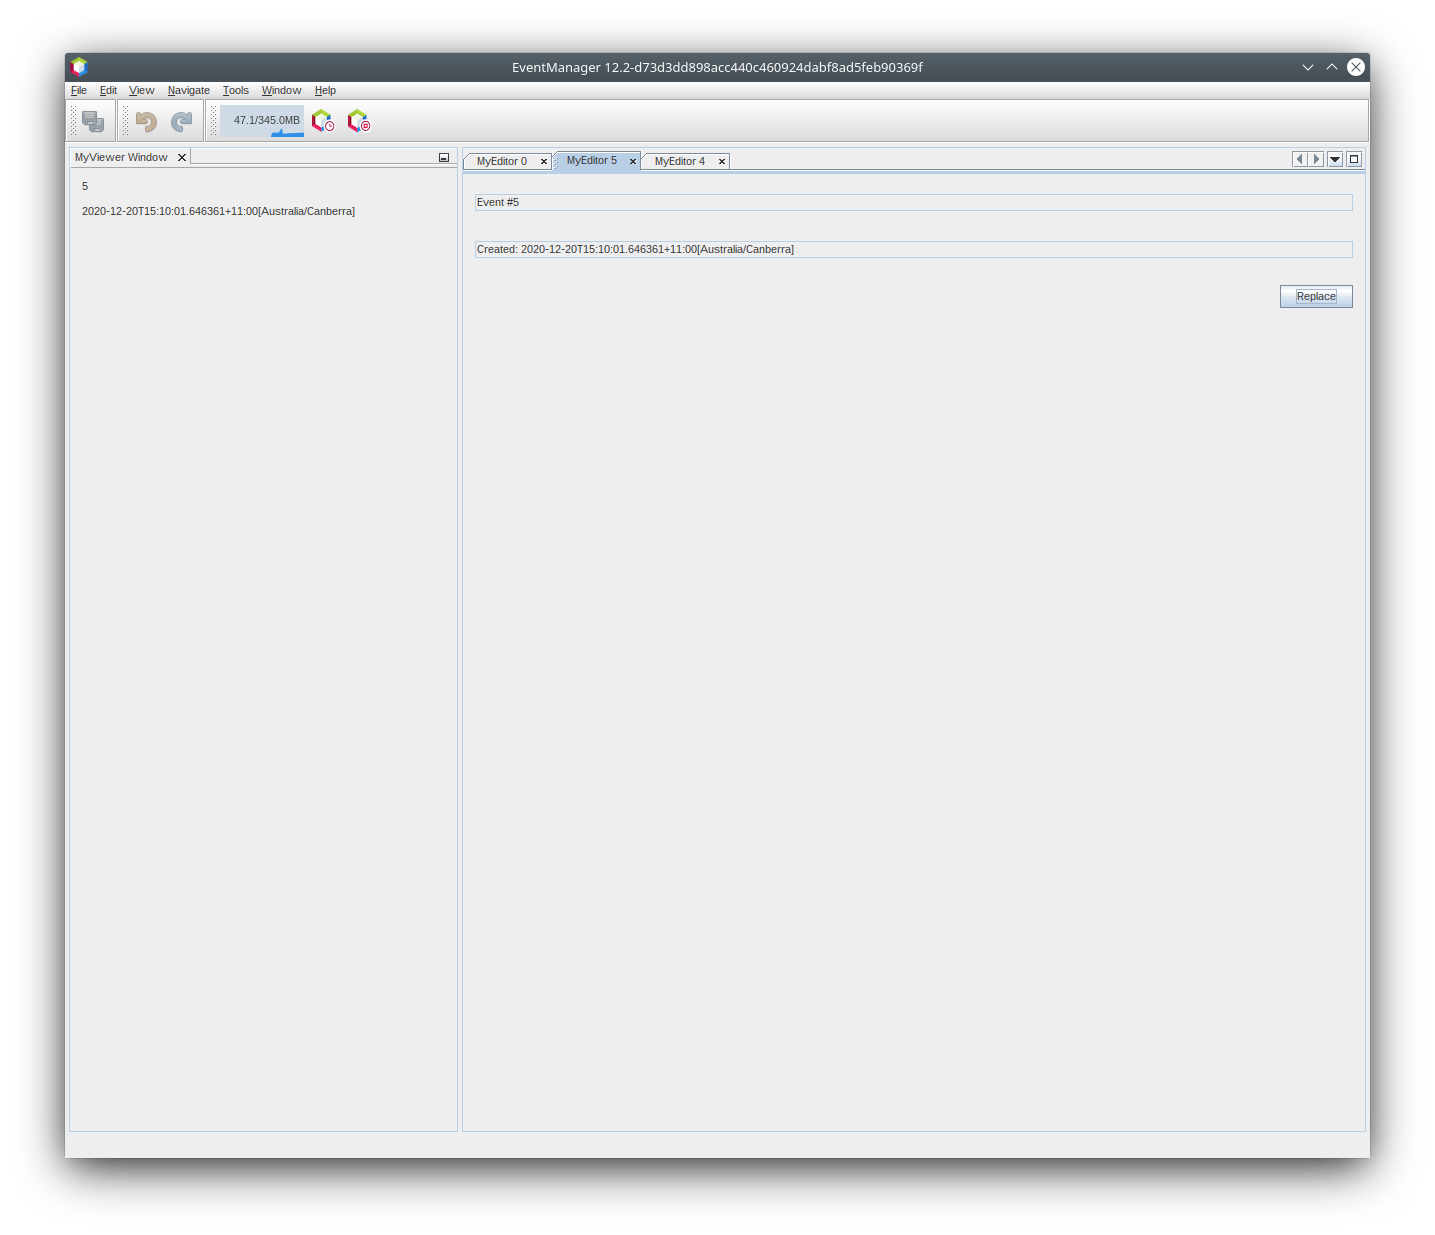 EventManager 12.2-d73d3dd898acc440c460924dabf8ad5feb90369f
File Edit View Navigate Tools Window Help
47.1/345.0MB
MyViewer Window
5
2020-12-20T15:10:01.646361+11:00[Australia/Canberra]
MyEditor 0 MyEditor 5 MyEditor 4
Event #5
Created: 2020-12-20T15:10:01.646361+11:00[Australia/Canberra]
Replace